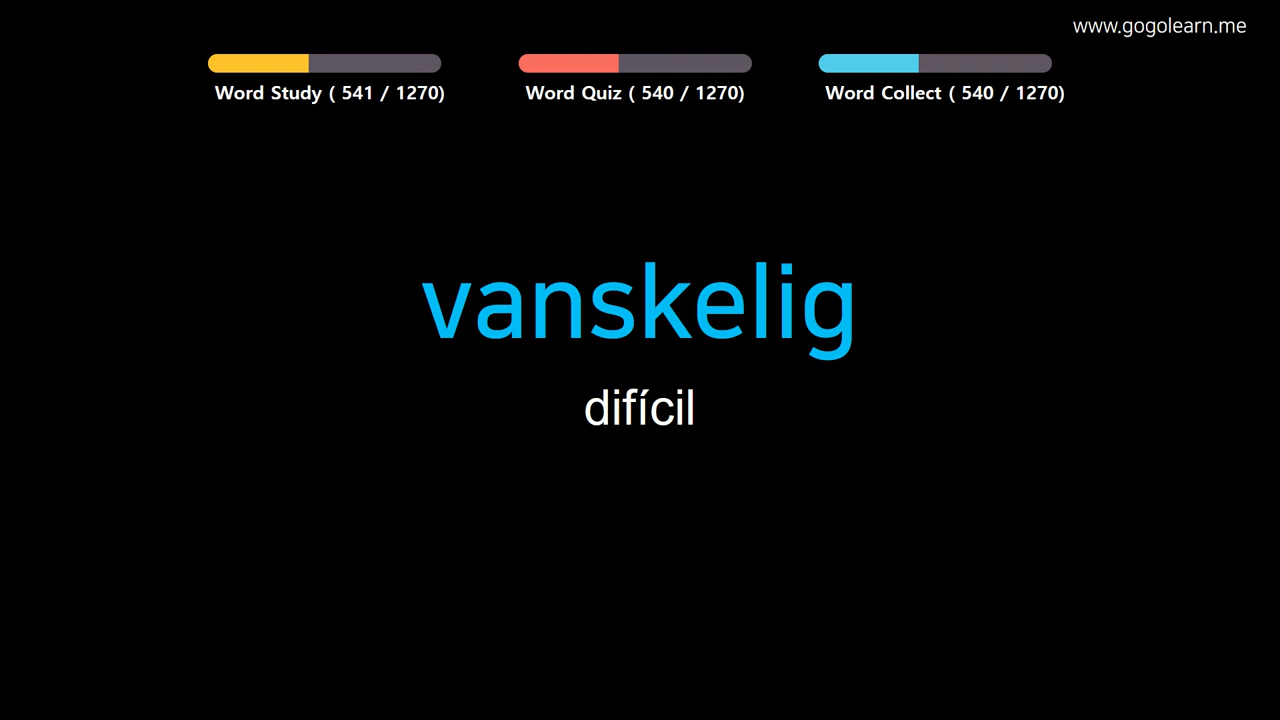 www.gogolearn.me
Word Study ( 541 / 1270)
Word Quiz ( 540 / 1270)
Word Collect ( 540 / 1270)
vanskelig
difícil